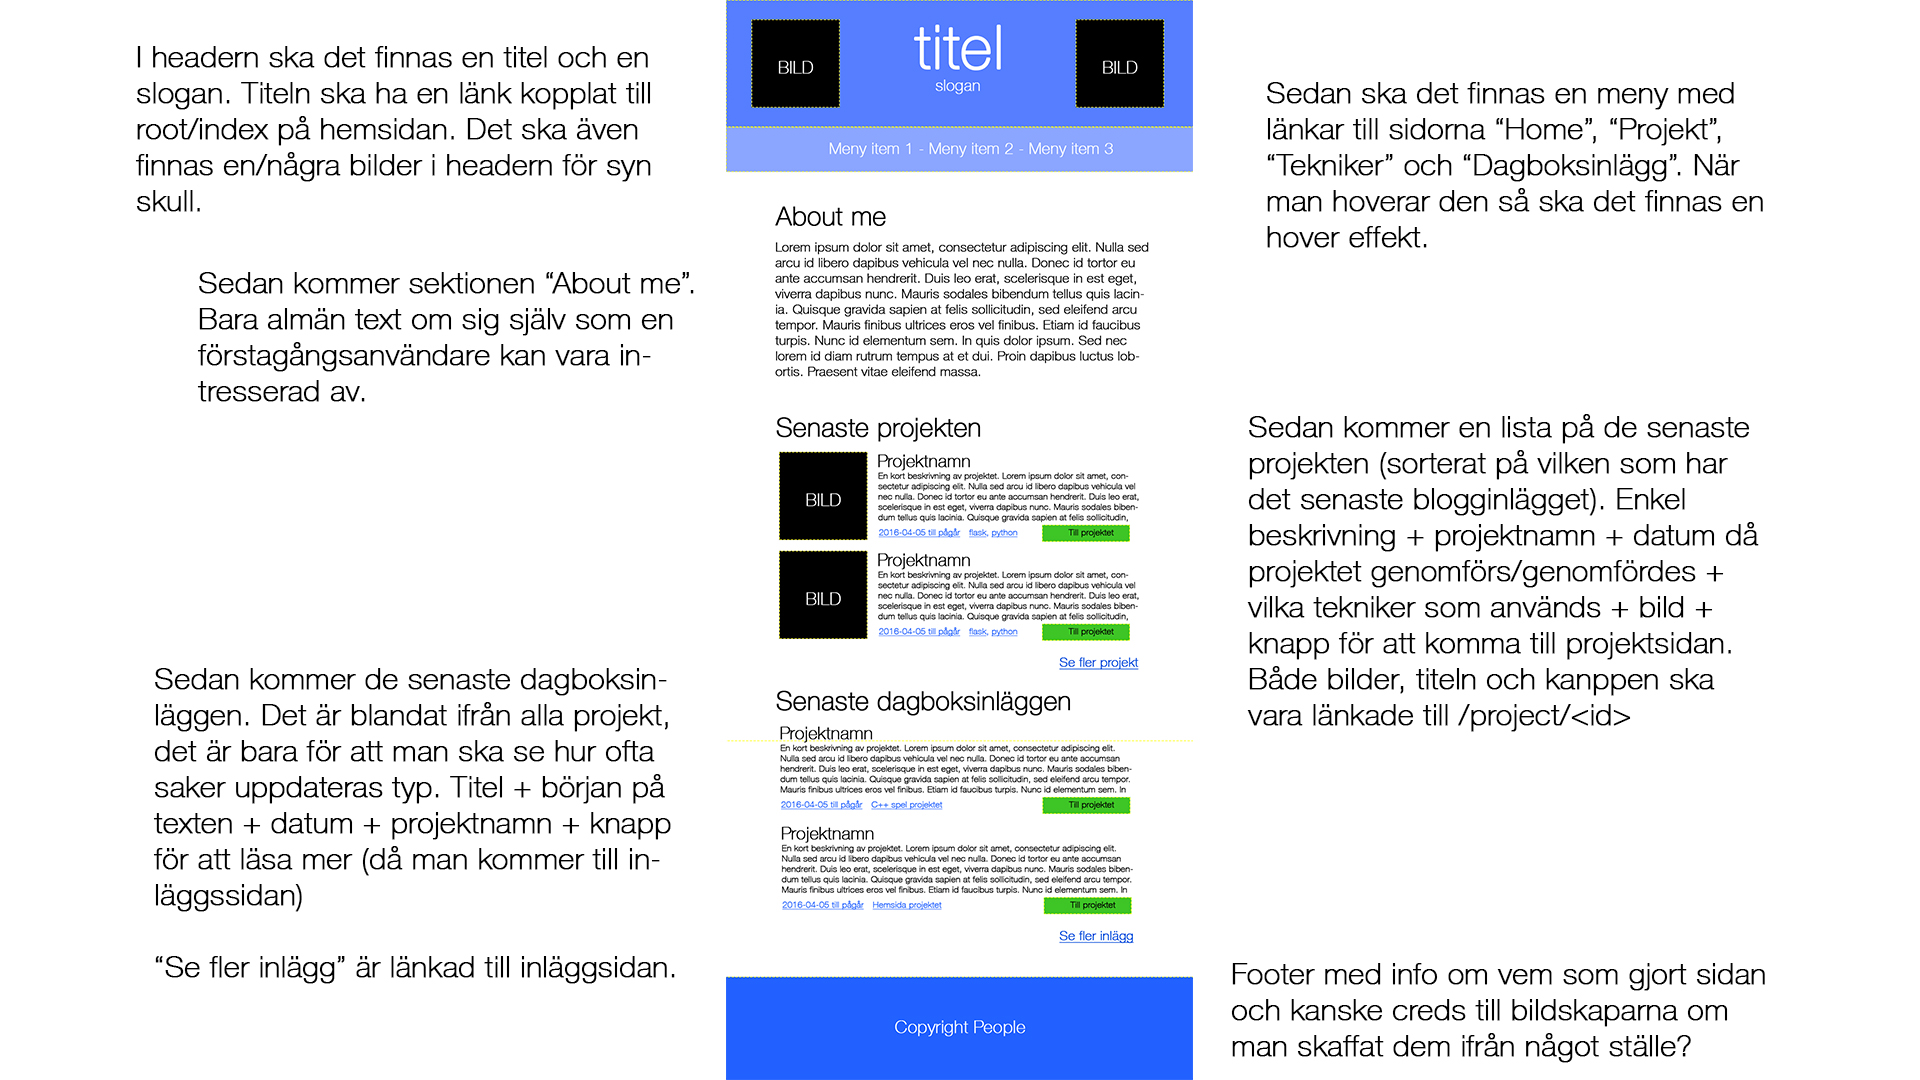 I headern ska det finnas en titel och en
slogan. Titeln ska ha en länk kopplat till
root/index på hemsidan. Det ska även
finnas en/några bilder i headern för syn
skull.
Sedan kommer sektionen “About me”.
Bara almän text om sig själv som en
förstagångsanvändare kan vara in-
tresserad av.
Sedan kommer de senaste dagboksin-
läggen. Det är blandat ifrån alla projekt,
det är bara för att man ska se hur ofta
saker uppdateras typ. Titel + början på
texten + datum + projektnamn + knapp
för att läsa mer (då man kommer till in-
läggssidan)
“Se fler inlägg” är länkad till inläggsidan.
BILD
titel
slogan
BILD
Meny item 1 - Meny item 2 - Meny item 3
About me
Lorem ipsum dolor sit amet, consectetur adipiscing elit. Nulla sed
arcu id libero dapibus vehicula vel nec nulla. Donec id tortor eu
ante accumsan hendrerit. Duis leo erat, scelerisque in est eget,
viverra dapibus nunc. Mauris sodales bibendum tellus quis lacin-
ia. Quisque gravida sapien at felis sollicitudin, sed eleifend arcu
tempor. Mauris finibus ultrices eros vel finibus. Etiam id faucibus
turpis. Nunc id elementum sem. In quis dolor ipsum. Sed nec
lorem id diam rutrum tempus at et dui. Proin dapibus luctus lob-
ortis. Praesent vitae eleifend massa.
Senaste projekten
BILD
Projektnamn
En kort beskrivning av projektet. Lorem ipsum dolor sit amet, con-
sectetur adipiscing elit. Nulla sed arcu id libero dapibus vehicula vel
nec nulla. Donec id tortor eu ante accumsan hendrerit. Duis leo erat,
scelerisque in est eget, viverra dapibus nunc. Mauris sodales biben-
dum tellus quis lacinia. Quisque gravida sapien at felis sollicitudin,
2016-04-05 till pågår flask, python Till projektet
BILD
Projektnamn
En kort beskrivning av projektet. Lorem ipsum dolor sit amet, con-
sectetur adipiscing elit. Nulla sed arcu id libero dapibus vehicula vel
nec nulla. Donec id tortor eu ante accumsan hendrerit. Duis leo erat,
scelerisque in est eget, viverra dapibus nunc. Mauris sodales biben-
dum tellus quis lacinia. Quisque gravida sapien at felis sollicitudin,
2016-04-05 till pågår flask, python Till projektet
Se fler projekt
Senaste dagboksinläggen
Projektnamn
En kort beskrivning av projektet. Lorem ipsum dolor sit amet, consectetur adipiscing elit.
Nulla sed arcu id libero dapibus vehicula vel nec nulla. Donec id tortor eu ante accumsan
hendrerit. Duis leo erat, scelerisque in est eget, viverra dapibus nunc. Mauris sodales biben-
dum tellus quis lacinia. Quisque gravida sapien at felis sollicitudin, sed eleifend arcu tempor.
Mauris finibus ultrices eros vel finibus. Etiam id faucibus turpis. Nunc id elementum sem. In
2016-04-05 till pågår C++ spel projektet Till projektet
Projektnamn
En kort beskrivning av projektet. Lorem ipsum dolor sit amet, consectetur adipiscing elit.
Nulla sed arcu id libero dapibus vehicula vel nec nulla. Donec id tortor eu ante accumsan
hendrerit. Duis leo erat, scelerisque in est eget, viverra dapibus nunc. Mauris sodales biben-
dum tellus quis lacinia. Quisque gravida sapien at felis sollicitudin, sed eleifend arcu tempor.
Mauris finibus ultrices eros vel finibus. Etiam id faucibus turpis. Nunc id elementum sem. In
2016-04-05 till pågår Hemsida projektet Till projektet
Se fler inlägg
Copyright People
Sedan ska det finnas en meny med
länkar till sidorna “Home”, “Projekt”,
“Tekniker” och “Dagboksinlägg”. När
man hoverar den så ska det finnas en
hover effekt.
Sedan kommer en lista på de senaste
projekten (sorterat på vilken som har
det senaste blogginlägget). Enkel
beskrivning + projektnamn + datum då
projektet genomförs/genomfördes +
vilka tekniker som används + bild +
knapp för att komma till projektsidan.
Både bilder, titeln och kanppen ska
vara länkade till /project/<id>
Footer med info om vem som gjort sidan
och kanske creds till bildskaparna om
man skaffat dem ifrån något ställe?